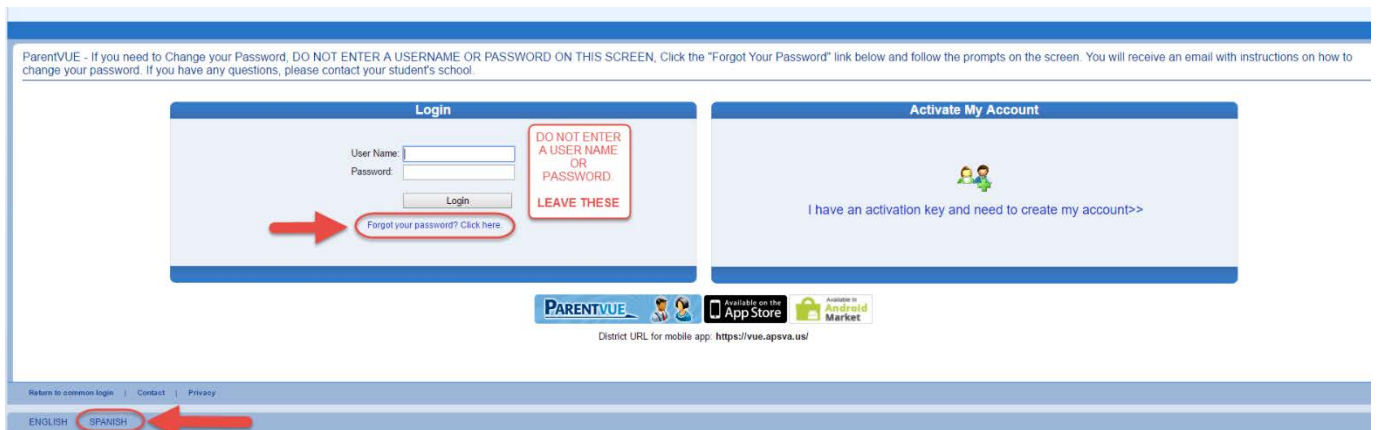 ParentVUE - If you need to Change your Password, DO NOT ENTER A USERNAME OR PASSWORD ON THIS SCREEN, Click the "Forgot Your Password" link below and follow the prompts on the screen. You will receive an email with instructions on how to
change your password. If you have any questions, please contact your student's school.
Login
User Name:
Password:
Login
Forgot your password? Click here.
DO NOT ENTER
A USER NAME
OR
PASSWORD.
LEAVE THESE
Activate My Account
I have an activation key and need to create my account>>
PARENTVUE
Available on the
App Store
Available in
Android
Market
District URL for mobile app: https://vue.apsva.us/
Return to common login | Contact | Privacy
ENGLISH SPANISH